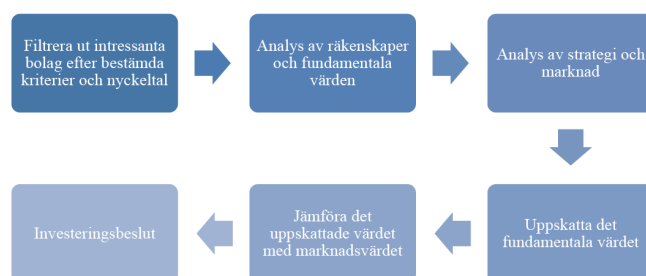 Filtrera ut intressanta
bolag efter bestämda
kriterier och nyckeltal
Analys av räkenskaper
och fundamentala
värden
Analys av strategi och
marknad
Uppskatta det
fundamentala värdet
Jämföra det
uppskattade värdet
med marknadsvärdet
Investeringsbeslut